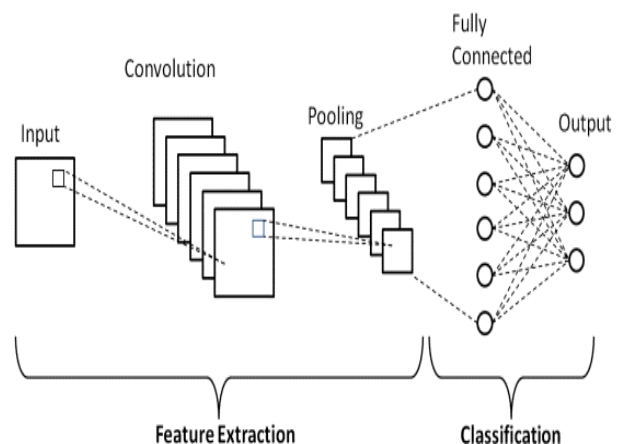 Input
Convolution
Pooling
Fully
Connected
Output
Feature Extraction
Classification